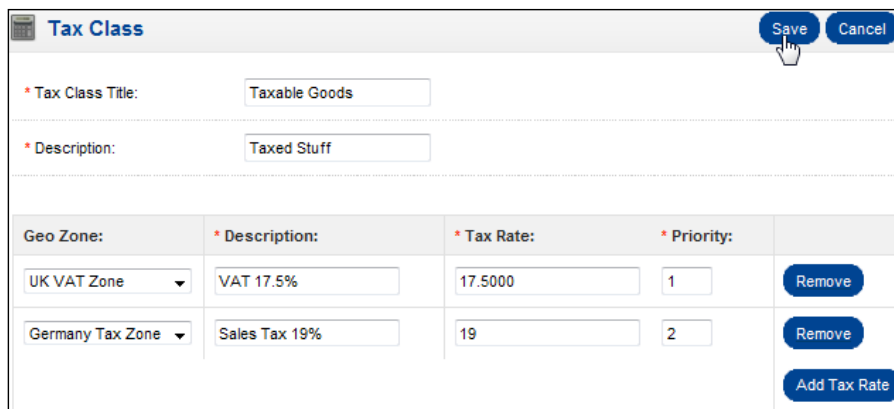 Tax Class Save Cancel
* Tax Class Title: Taxable Goods
* Description: Taxed Stuff
Geo Zone: * Description: * Tax Rate: * Priority:
UK VAT Zone VAT 17.5% 17.5000 1 Remove
Germany Tax Zone Sales Tax 19% 19 2 Remove
Add Tax Rate